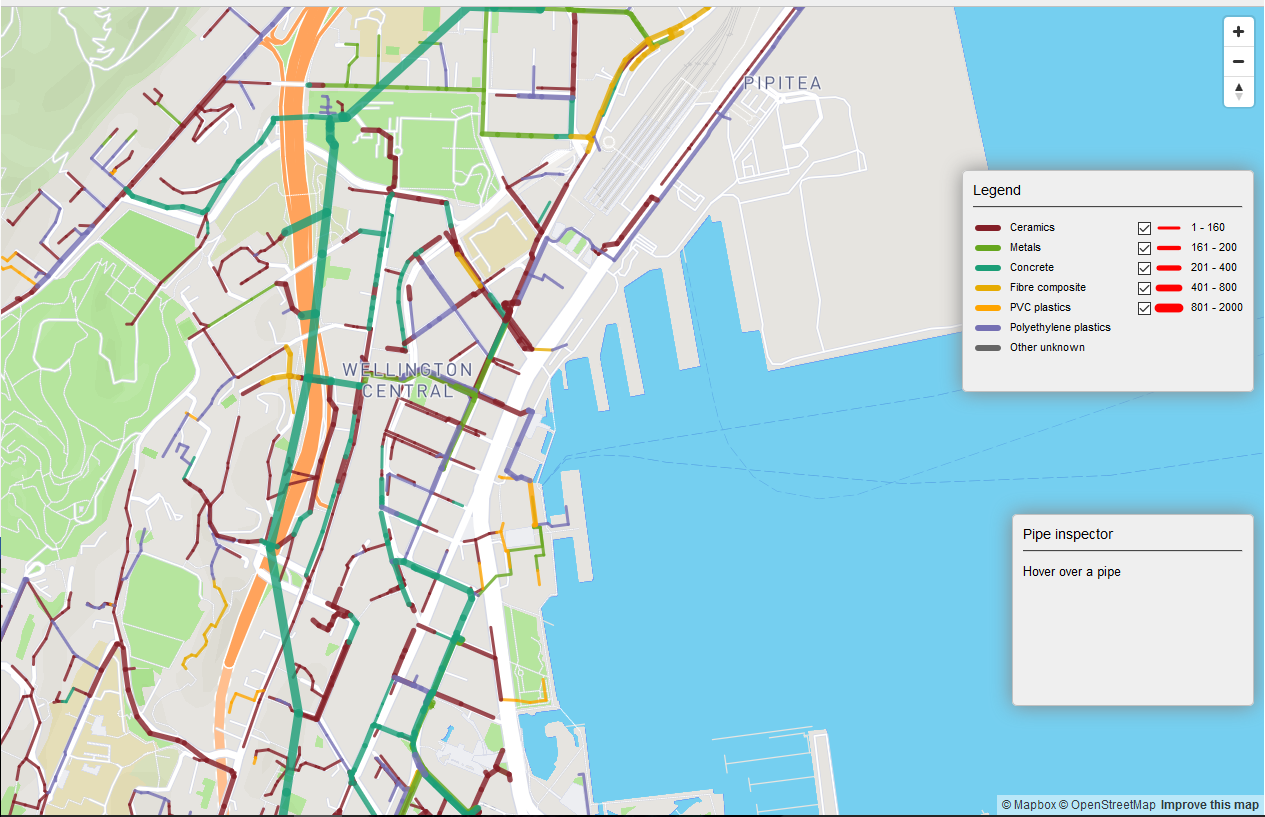 +
−
PIPITEA
Legend
Ceramics 1 - 160
Metals 161 - 200
Concrete 201 - 400
Fibre composite 401 - 800
PVC plastics 801 - 2000
Polyethylene plastics
Other unknown
WELLINGTON
CENTRAL
Pipe inspector
Hover over a pipe
© Mapbox © OpenStreetMap Improve this map